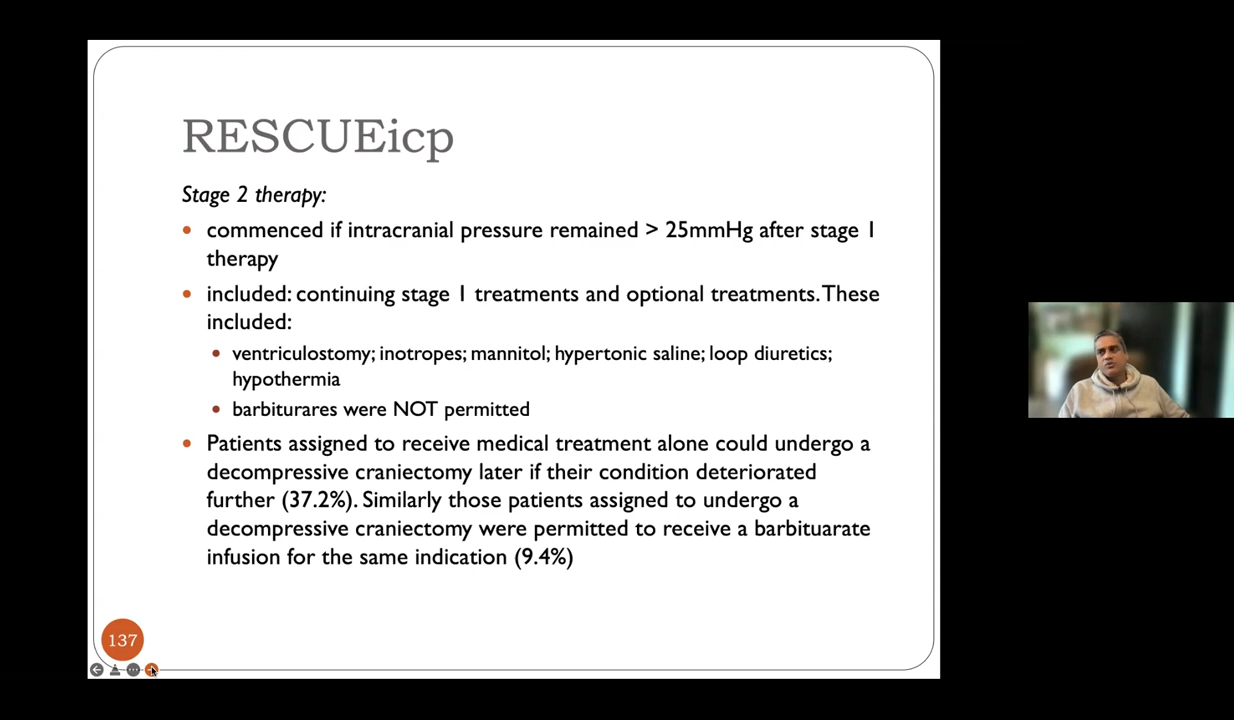 RESCUEicp
Stage 2 therapy:
commenced if intracranial pressure remained > 25mmHg after stage 1
therapy
included: continuing stage 1 treatments and optional treatments. These
included:
ventriculostomy; inotropes; mannitol; hypertonic saline; loop diuretics;
hypothermia
barbiturares were NOT permitted
Patients assigned to receive medical treatment alone could undergo a
decompressive craniectomy later if their condition deteriorated
further (37.2%). Similarly those patients assigned to undergo a
decompressive craniectomy were permitted to receive a barbituarate
infusion for the same indication (9.4%)
137